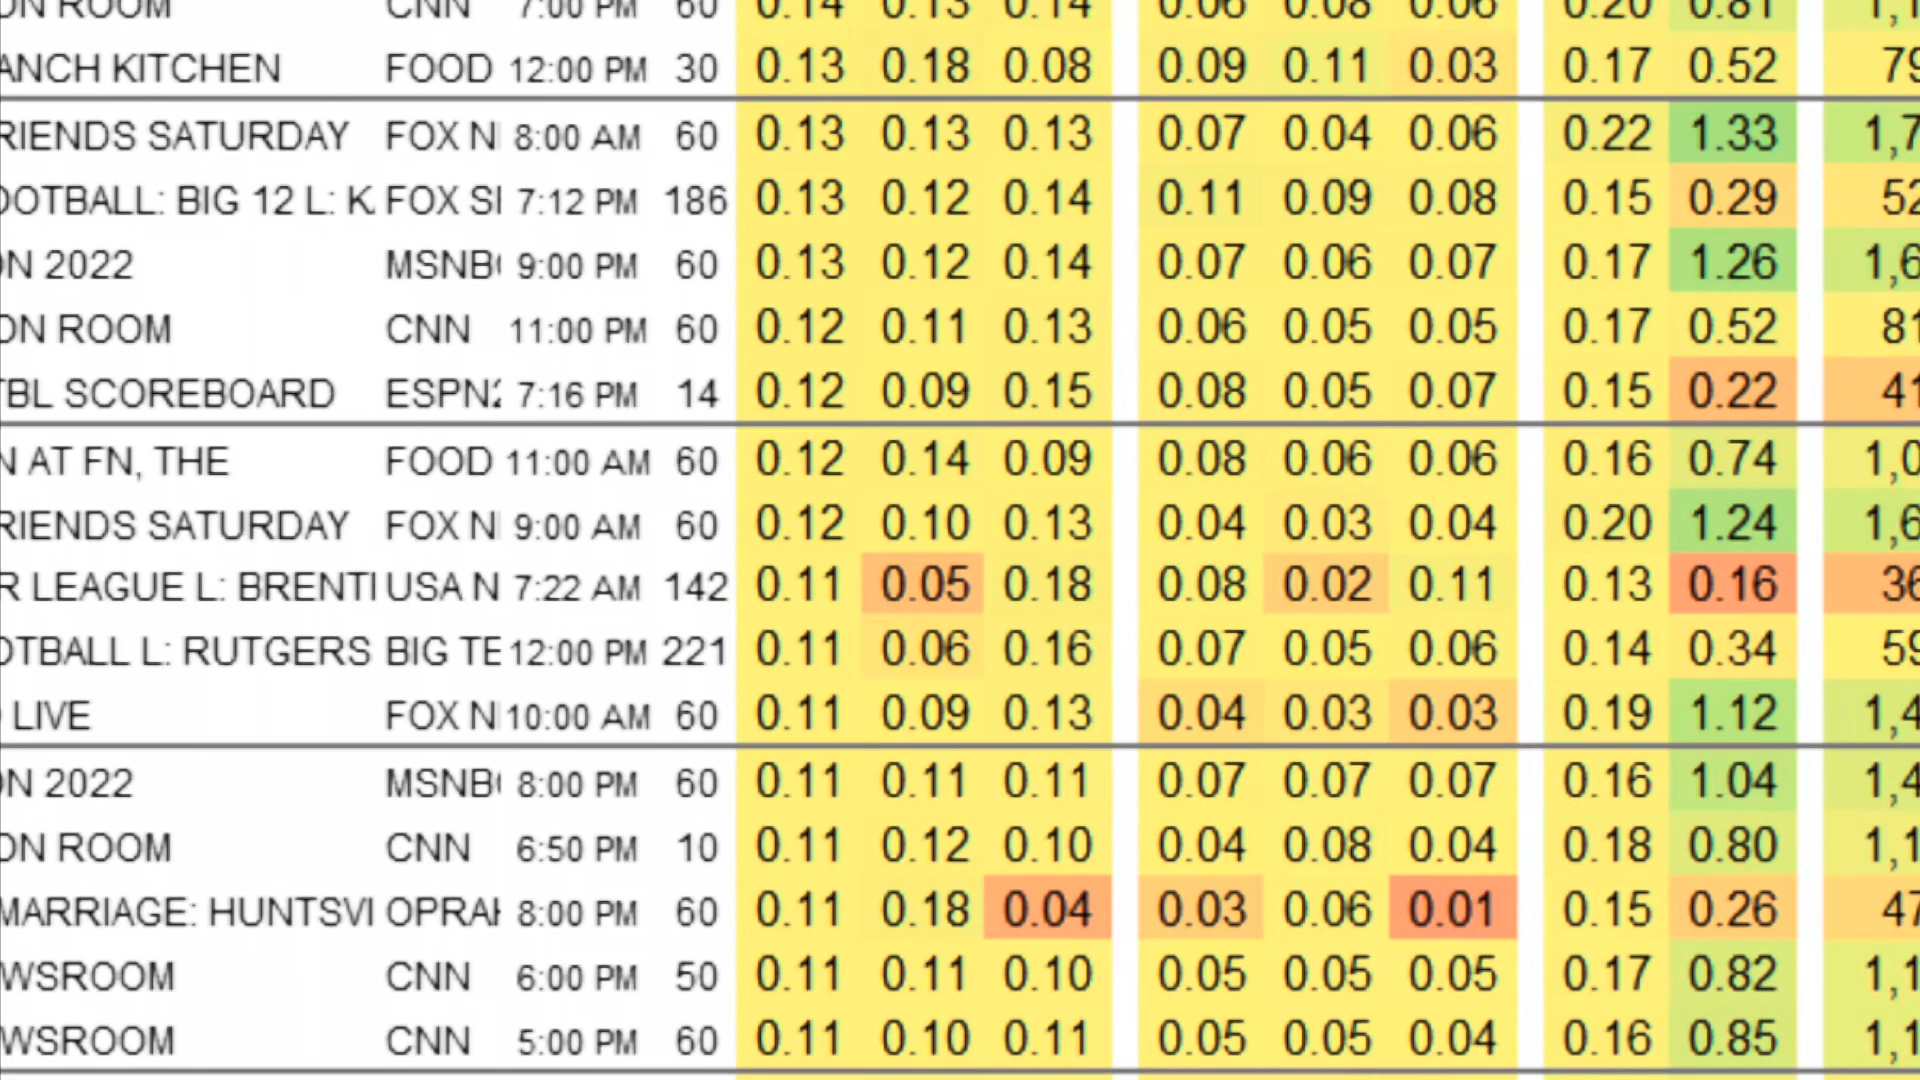 ON ROOM CNN 7:00 PM 60 0.14 0.13 0.14 0.06 0.08 0.06 0.20 0.81 1,1
ANCH KITCHEN FOOD 12:00 PM 30 0.13 0.18 0.08 0.09 0.11 0.03 0.17 0.52 79
RIENDS SATURDAY FOX N 8:00 AM 60 0.13 0.13 0.13 0.07 0.04 0.06 0.22 1.33 1,7
OOTBALL: BIG 12 L: K FOX SI 7:12 PM 186 0.13 0.12 0.14 0.11 0.09 0.08 0.15 0.29 52
ON 2022 MSNB 9:00 PM 60 0.13 0.12 0.14 0.07 0.06 0.07 0.17 1.26 1,6
ON ROOM CNN 11:00 PM 60 0.12 0.11 0.13 0.06 0.05 0.05 0.17 0.52 81
TBL SCOREBOARD ESPN2 7:16 PM 14 0.12 0.09 0.15 0.08 0.05 0.07 0.15 0.22 41
N AT FN, THE FOOD 11:00 AM 60 0.12 0.14 0.09 0.08 0.06 0.06 0.16 0.74 1,0
RIENDS SATURDAY FOX N 9:00 AM 60 0.12 0.10 0.13 0.04 0.03 0.04 0.20 1.24 1,6
R LEAGUE L: BRENTI USA N 7:22 AM 142 0.11 0.05 0.18 0.08 0.02 0.11 0.13 0.16 36
OTBALL L: RUTGERS BIG TE 12:00 PM 221 0.11 0.06 0.16 0.07 0.05 0.06 0.14 0.34 59
LIVE FOX N 10:00 AM 60 0.11 0.09 0.13 0.04 0.03 0.03 0.19 1.12 1,4
ON 2022 MSNB 8:00 PM 60 0.11 0.11 0.11 0.07 0.07 0.07 0.16 1.04 1,4
ON ROOM CNN 6:50 PM 10 0.11 0.12 0.10 0.04 0.08 0.04 0.18 0.80 1,1
MARRIAGE: HUNTSVI OPRAH 8:00 PM 60 0.11 0.18 0.04 0.03 0.06 0.01 0.15 0.26 47
WSROOM CNN 6:00 PM 50 0.11 0.11 0.10 0.05 0.05 0.05 0.17 0.82 1,1
WSROOM CNN 5:00 PM 60 0.11 0.10 0.11 0.05 0.05 0.04 0.16 0.85 1,1